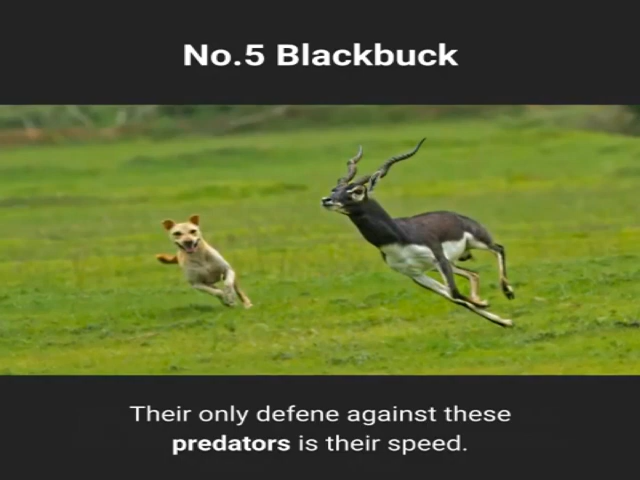 No.5 Blackbuck
Their only defene against these
predators is their speed.